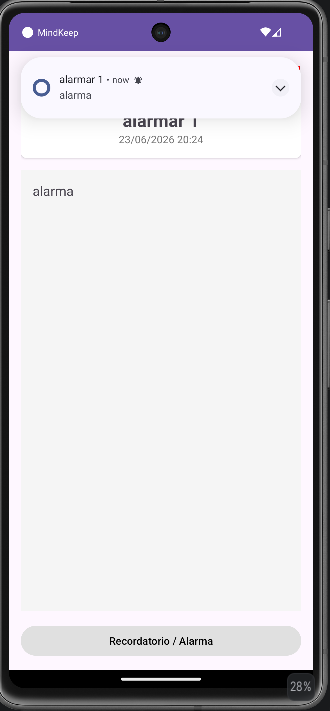 MindKeep
alarmar 1 • now
alarma
alarmar 1
23/06/2026 20:24
alarma
Recordatorio / Alarma
28%